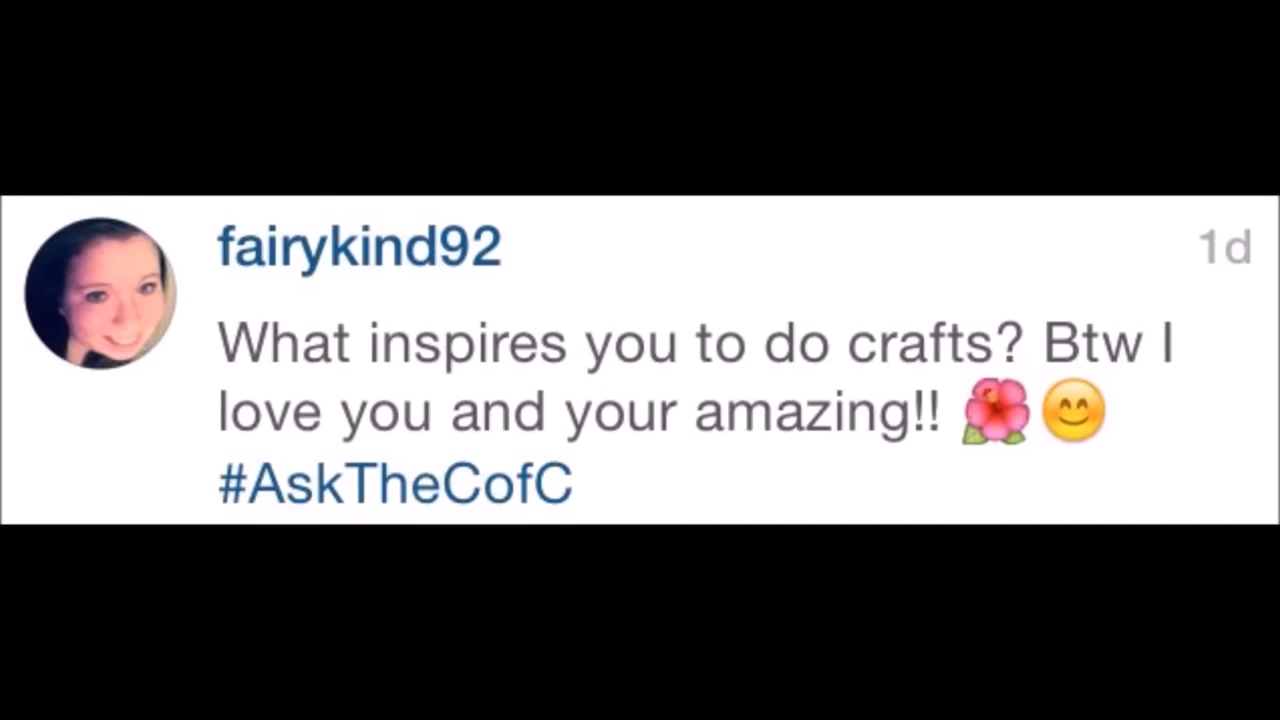 fairykind92 1d
What inspires you to do crafts? Btw I
love you and your amazing!! 🌺😊
#AskTheCofC